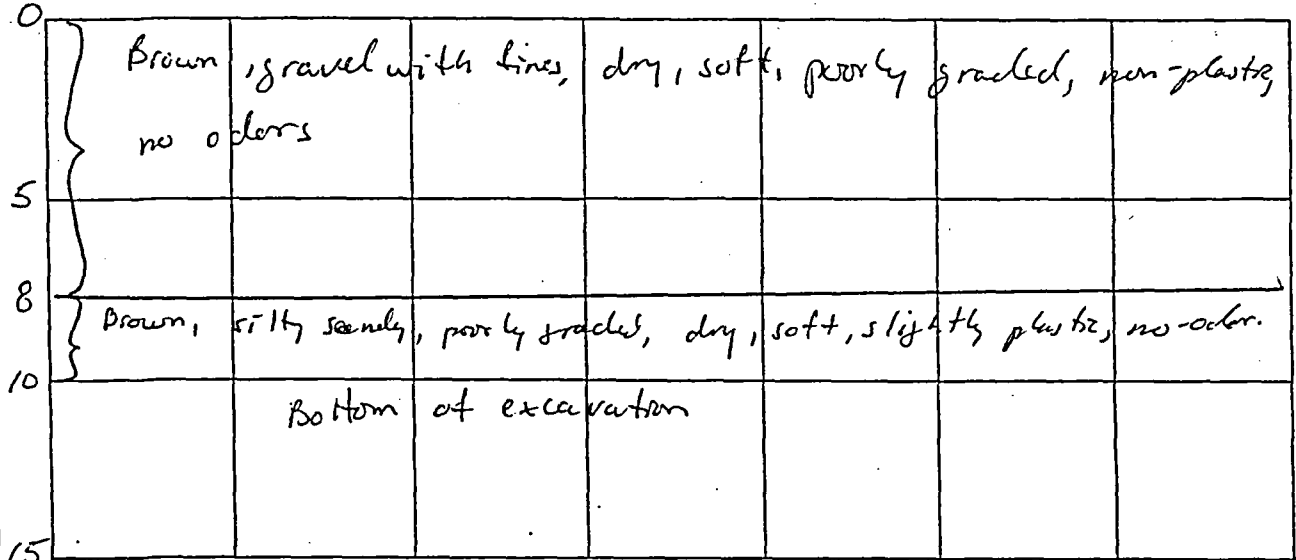 0
Brown, gravel with fines, dry, soft, poorly graded, non-plastic,
no odors
5
8
Brown, silty sandy, poorly graded, dry, soft, slightly plastic, no-odor.
10
Bottom of excavation
15